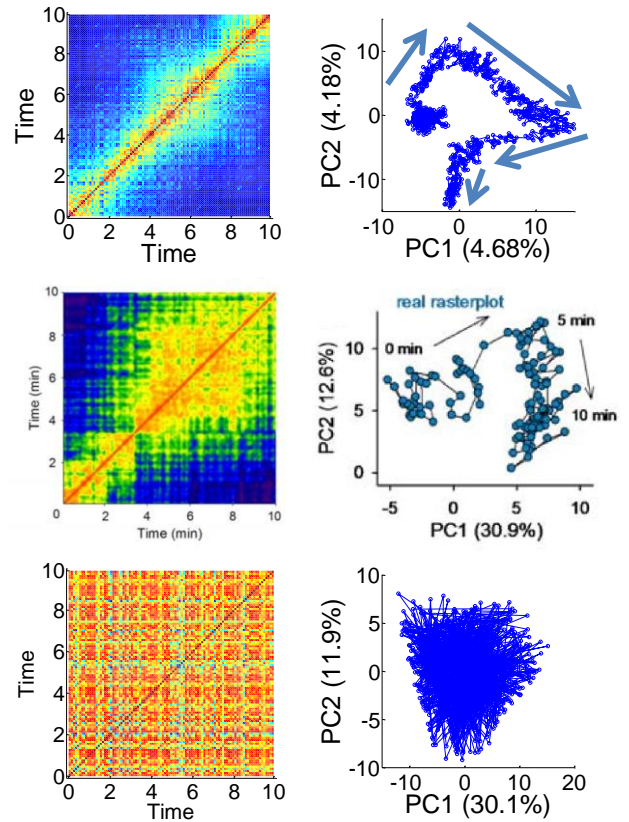 10
8
6
4
2
0
Time
0 2 4 6 8 10
Time
10
0
-10
PC2 (4.18%)
-10 0 10
PC1 (4.68%)
10
8
6
4
2
Time (min)
2 4 6 8 10
Time (min)
real rasterplot
0 min
5 min
10 min
10
5
0
PC2 (12.6%)
-5 0 5 10
PC1 (30.9%)
10
8
6
4
2
0
Time
0 2 4 6 8 10
Time
10
5
0
-5
-10
PC2 (11.9%)
-10 0 10 20
PC1 (30.1%)